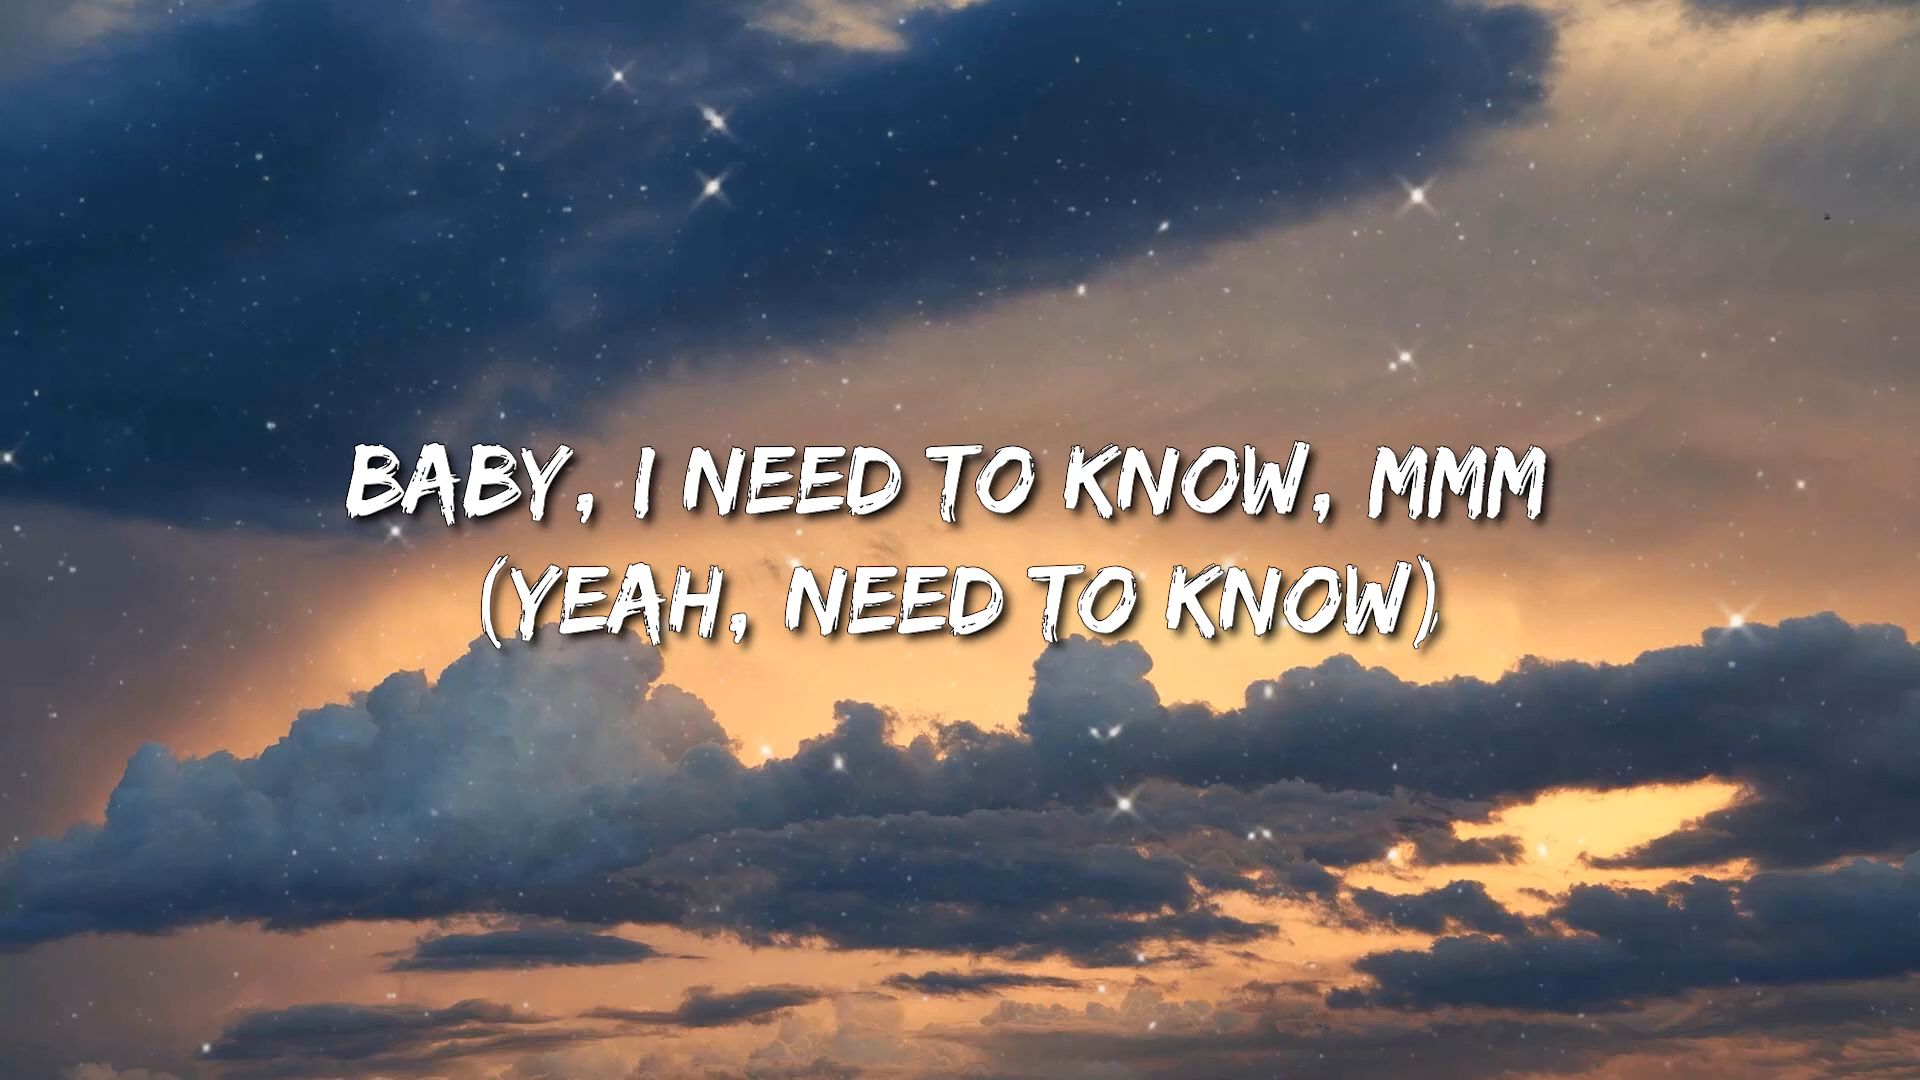 BABY, I NEED TO KNOW, MMM
(YEAH, NEED TO KNOW)